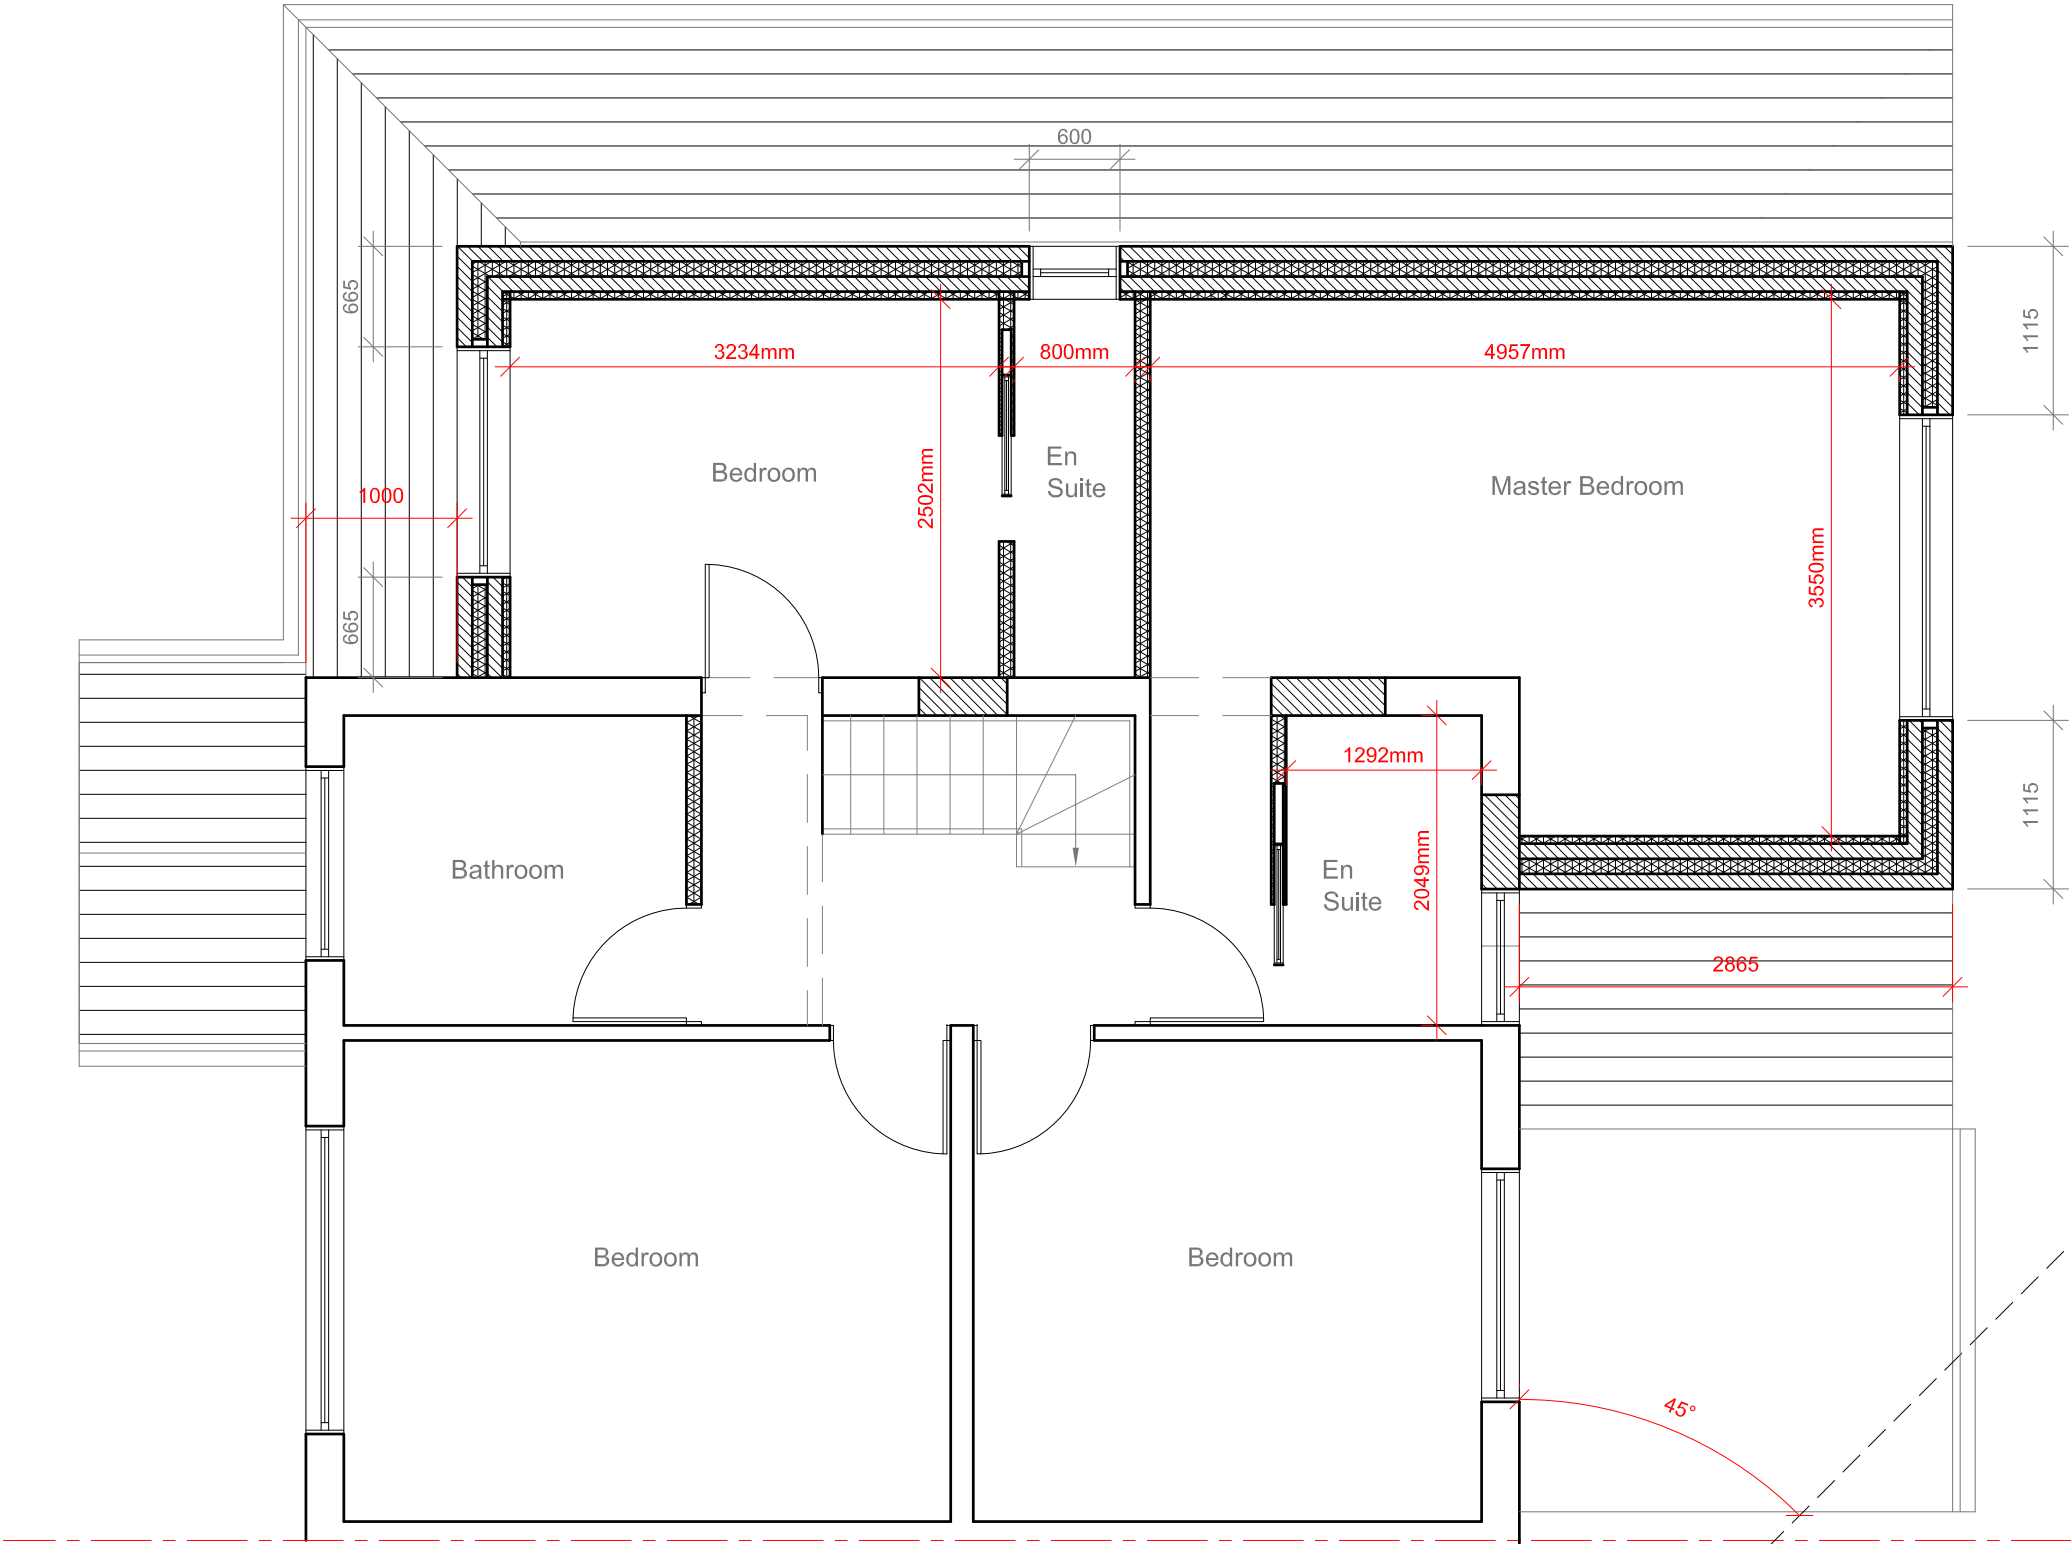 600
665
1115
3234mm
800mm
4957mm
En
Suite
Bedroom
2502mm
Master Bedroom
1000
3550mm
665
1292mm
1115
Bathroom
2049mm
En
Suite
2865
Bedroom
Bedroom
45°